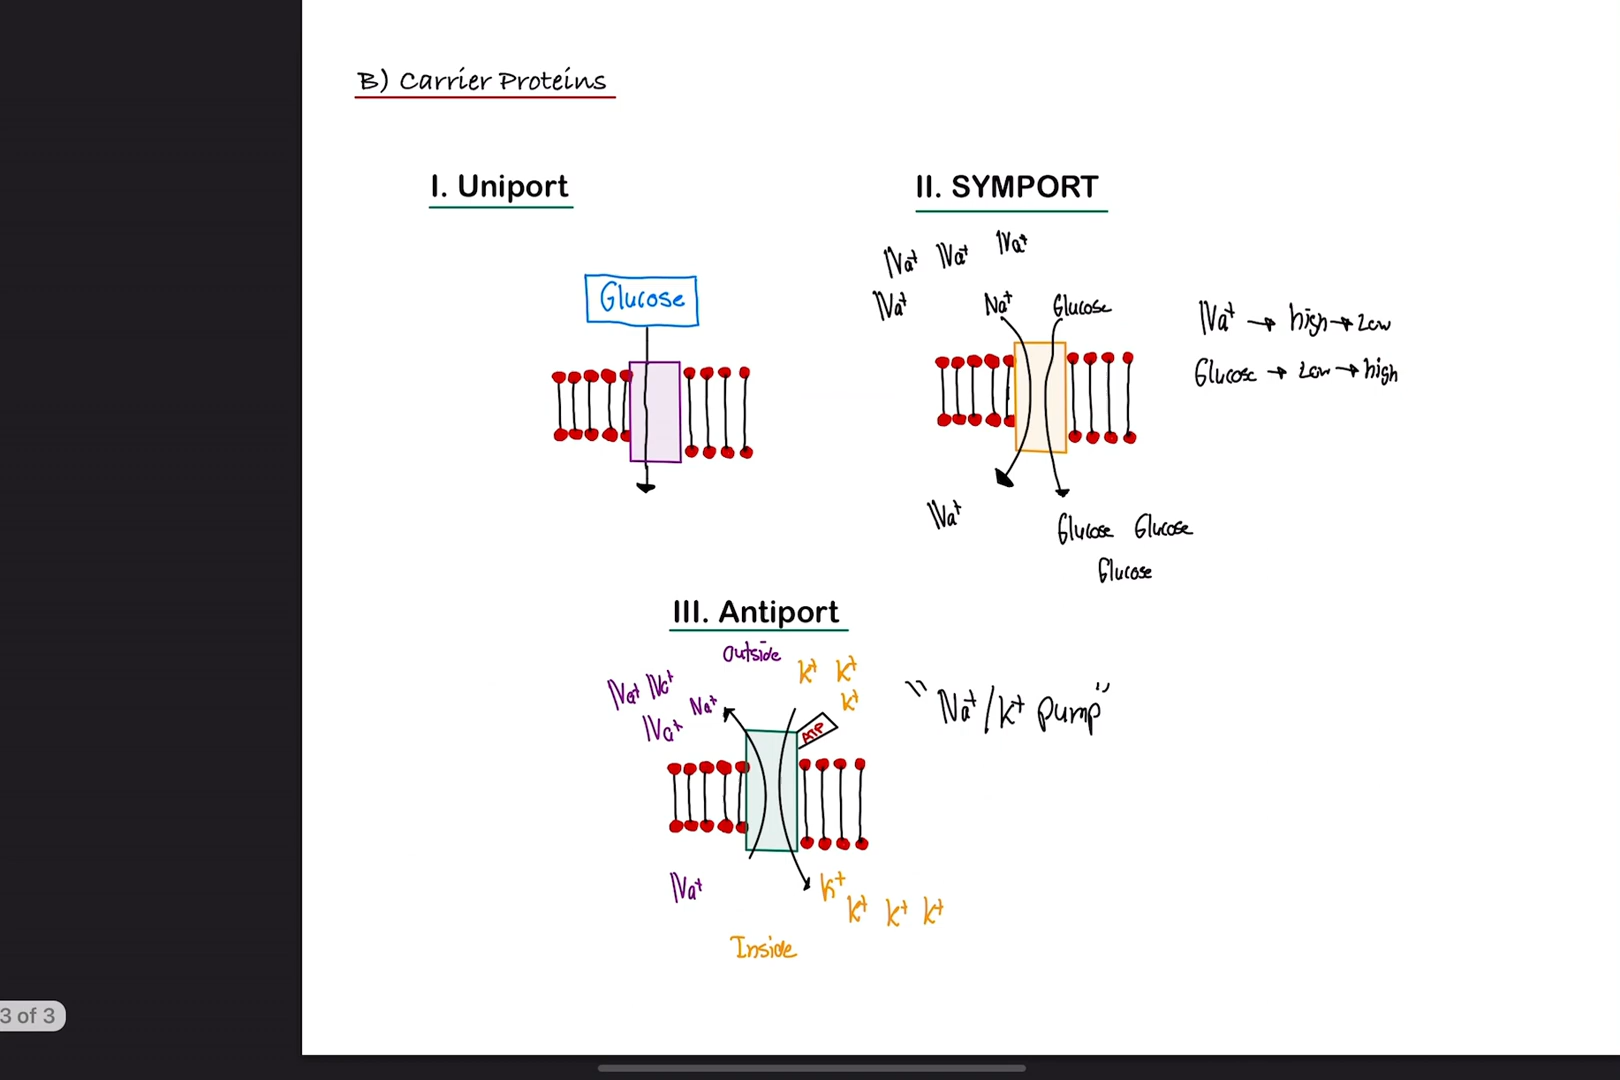 B) Carrier Proteins
I. Uniport
Glucose
II. SYMPORT
Na+ Na+ Na+
Na+ Na+ Glucose
Na+ → high → Low
Glucose → Low → high
Na+
Glucose Glucose
Glucose
III. Antiport
Outside
Na+ Na+
Na+ Na+
K+ K+
K+
ATP
"Na+/K+ pump"
Na+
K+
K+ K+ K+
Inside
3 of 3